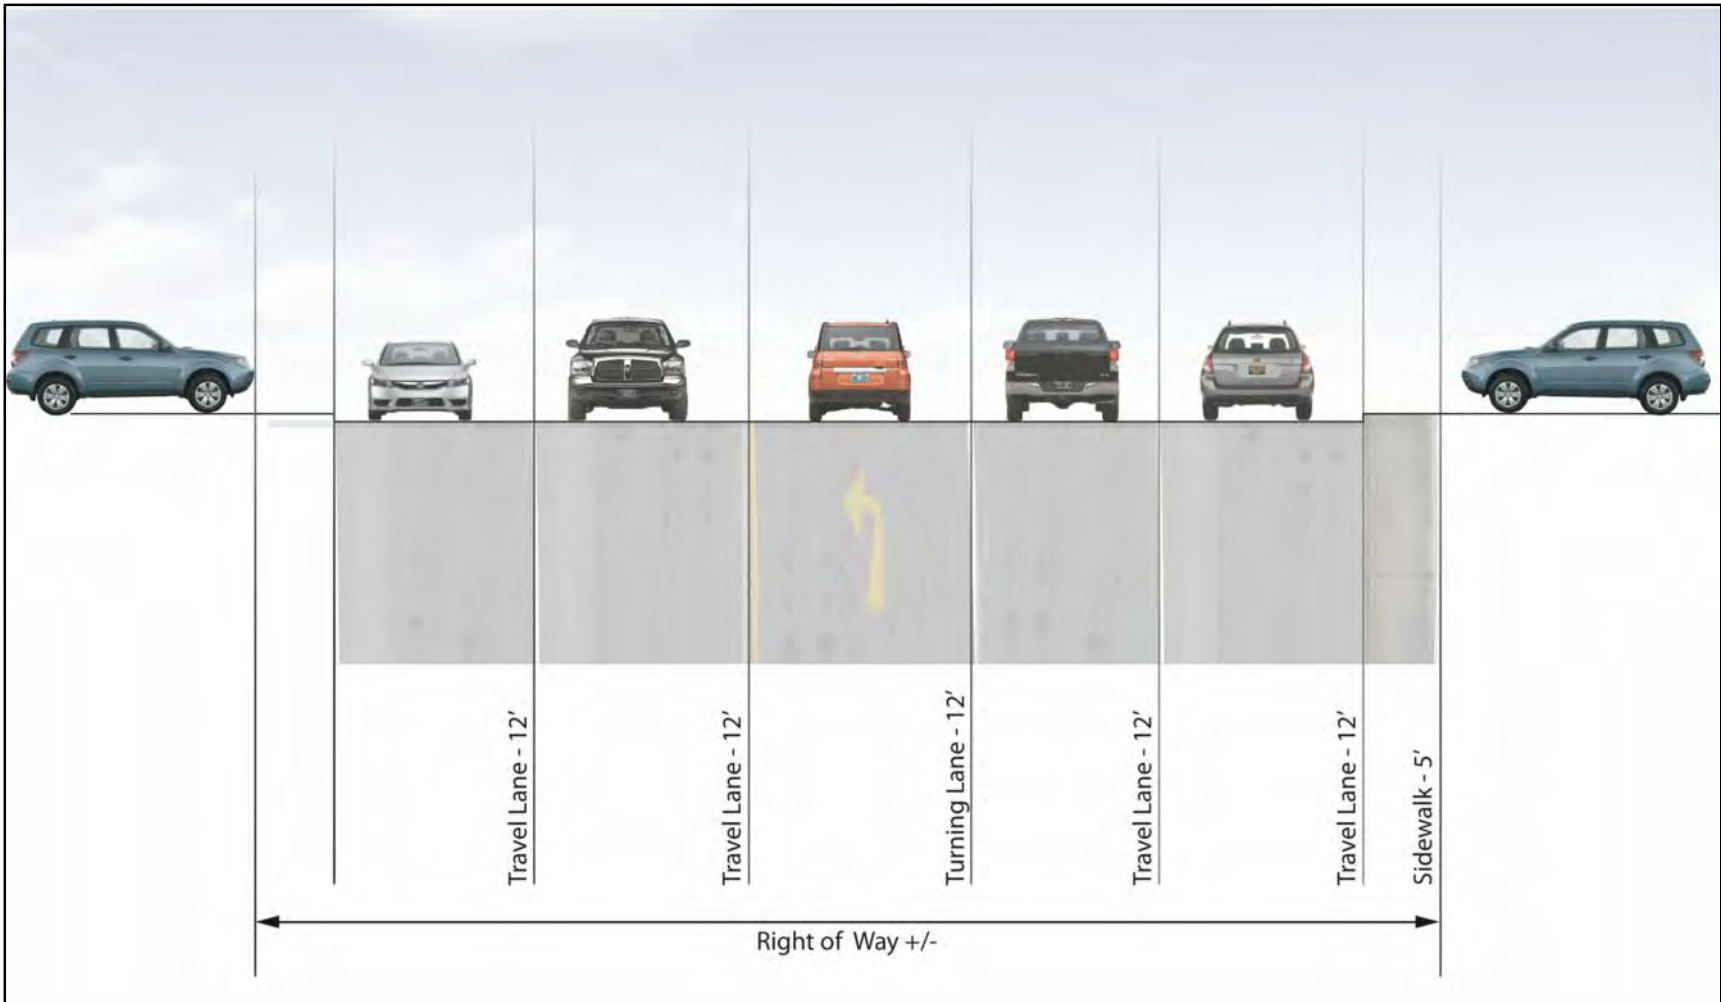 Travel Lane - 12′
Travel Lane - 12′
Turning Lane - 12′
Travel Lane - 12′
Travel Lane - 12′
Sidewalk - 5′
Right of Way +/-